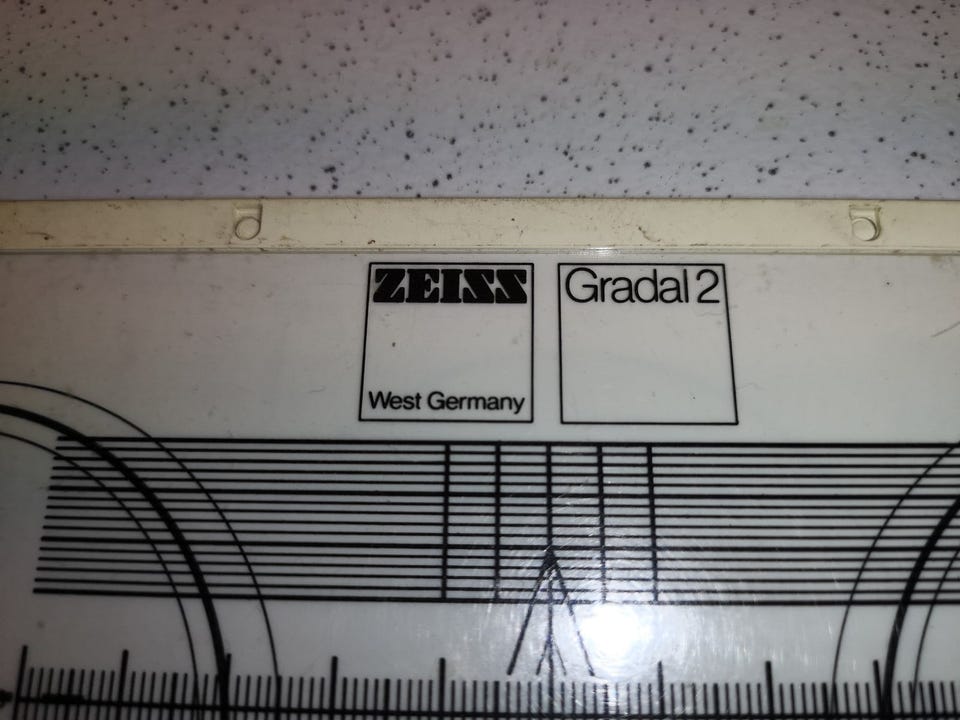 ZEISS
West Germany
Gradal 2